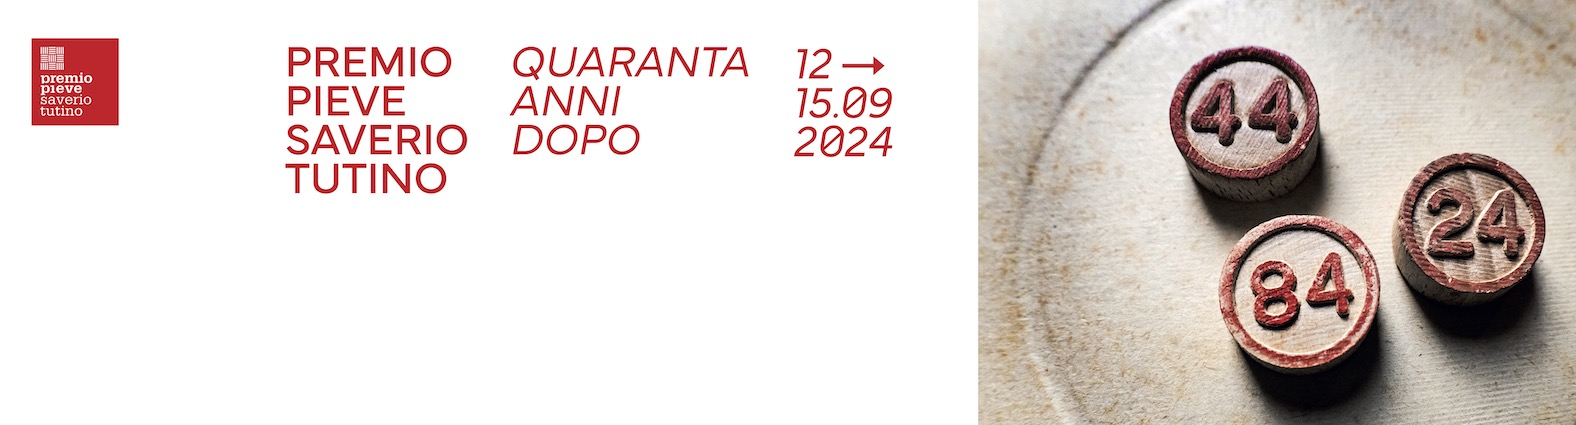 premio
pieve
saverio
tutino
PREMIO
PIEVE
SAVERIO
TUTINO
QUARANTA
ANNI
DOPO
12 →
15.09
2024
44
24
84